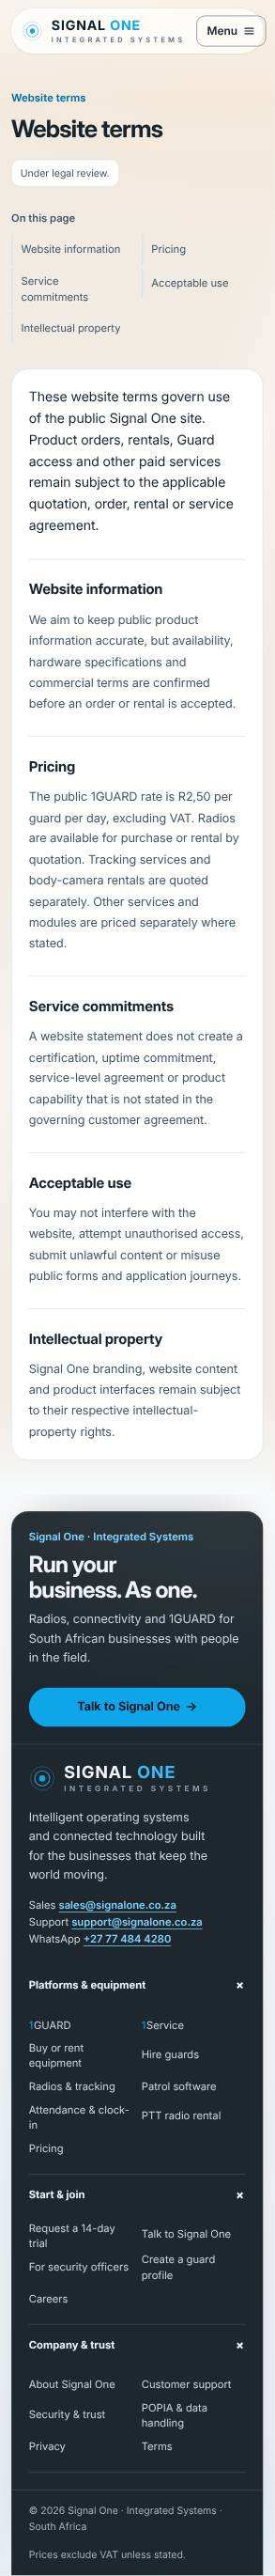 SIGNAL ONE
INTEGRATED SYSTEMS
Menu
Website terms
Website terms
Under legal review.
On this page
Website information
Pricing
Service
commitments
Acceptable use
Intellectual property
These website terms govern use
of the public Signal One site.
Product orders, rentals, Guard
access and other paid services
remain subject to the applicable
quotation, order, rental or service
agreement.
Website information
We aim to keep public product
information accurate, but availability,
hardware specifications and
commercial terms are confirmed
before an order or rental is accepted.
Pricing
The public 1GUARD rate is R2,50 per
guard per day, excluding VAT. Radios
are available for purchase or rental by
quotation. Tracking services and
body-camera rentals are quoted
separately. Other services and
modules are priced separately where
stated.
Service commitments
A website statement does not create a
certification, uptime commitment,
service-level agreement or product
capability that is not stated in the
governing customer agreement.
Acceptable use
You may not interfere with the
website, attempt unauthorised access,
submit unlawful content or misuse
public forms and application journeys.
Intellectual property
Signal One branding, website content
and product interfaces remain subject
to their respective intellectual-
property rights.
Signal One · Integrated Systems
Run your
business. As one.
Radios, connectivity and 1GUARD for
South African businesses with people
in the field.
Talk to Signal One →
SIGNAL ONE
INTEGRATED SYSTEMS
Intelligent operating systems
and connected technology built
for the businesses that keep the
world moving.
Sales sales@signalone.co.za
Support support@signalone.co.za
WhatsApp +27 77 484 4280
Platforms & equipment ×
1GUARD
1Service
Buy or rent
equipment
Hire guards
Radios & tracking
Patrol software
Attendance & clock-
in
PTT radio rental
Pricing
Start & join ×
Request a 14-day
trial
Talk to Signal One
For security officers
Create a guard
profile
Careers
Company & trust ×
About Signal One
Customer support
Security & trust
POPIA & data
handling
Privacy
Terms
© 2026 Signal One · Integrated Systems ·
South Africa
Prices exclude VAT unless stated.